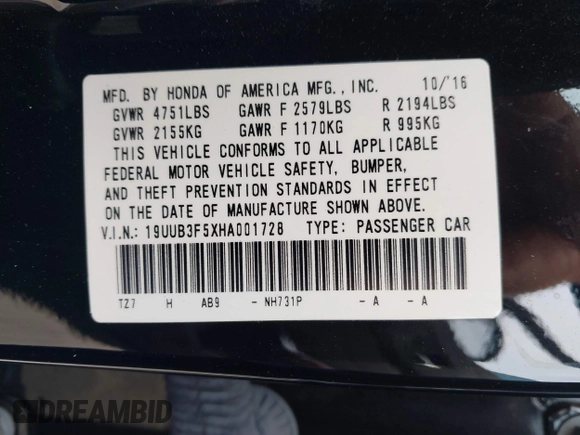 MFD. BY HONDA OF AMERICA MFG., INC. 10/'16
GVWR 4751LBS GAWR F 2579LBS R 2194LBS
GVWR 2155KG GAWR F 1170KG R 995KG
THIS VEHICLE CONFORMS TO ALL APPLICABLE
FEDERAL MOTOR VEHICLE SAFETY, BUMPER,
AND THEFT PREVENTION STANDARDS IN EFFECT
ON THE DATE OF MANUFACTURE SHOWN ABOVE.
V.I.N.: 19UUB3F5XHA001728 TYPE: PASSENGER CAR
TZ7 H AB9 - NH731P - A - A
DREAMBID